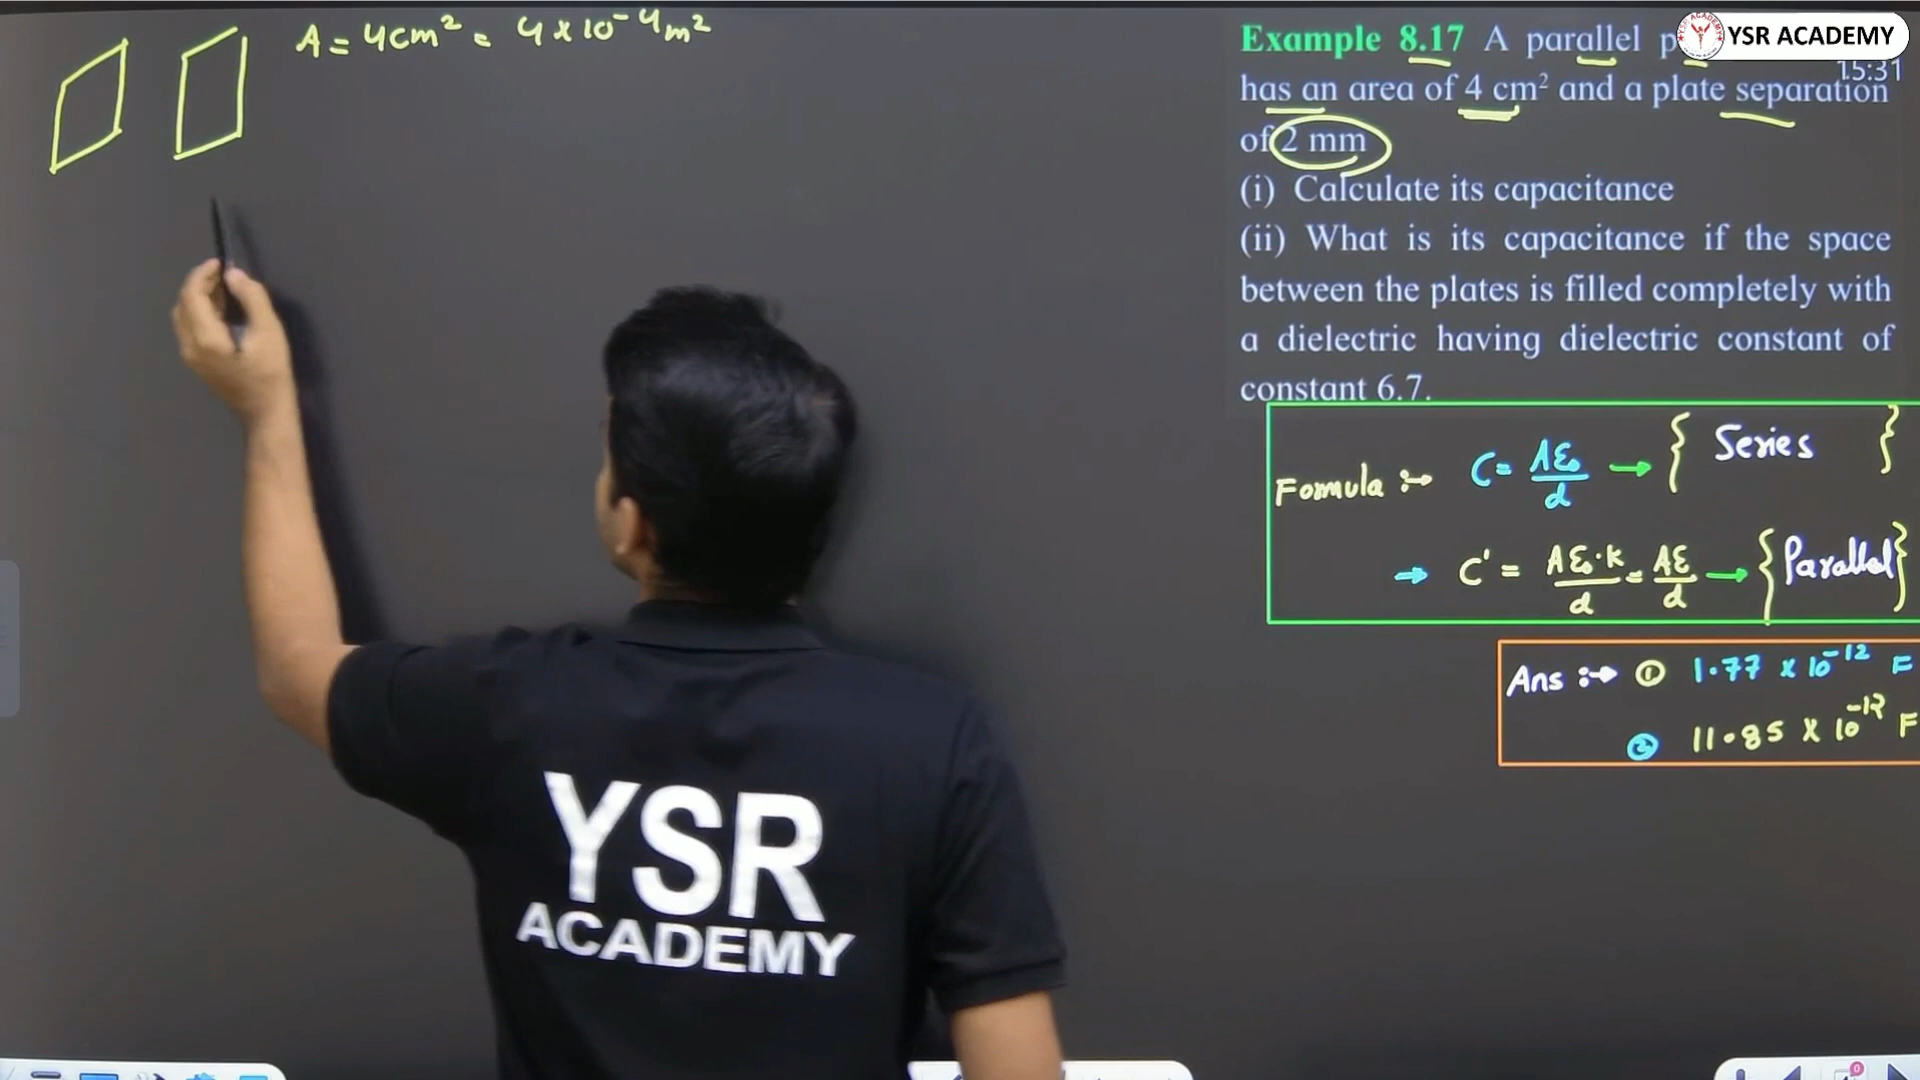 A = 4cm² = 4 × 10⁻⁴m²
YSR ACADEMY
15:31
Example 8.17 A parallel
has an area of 4 cm² and a plate separation
of 2 mm
(i) Calculate its capacitance
(ii) What is its capacitance if the space
between the plates is filled completely with
a dielectric having dielectric constant of
constant 6.7.
Formula :→ C = Aε₀/d → { Series }
→ C' = Aε₀·K/d = Aε/d → { Parallel }
Ans :→ ① 1.77 × 10⁻¹² F
② 11.85 × 10⁻¹² F
YSR
ACADEMY